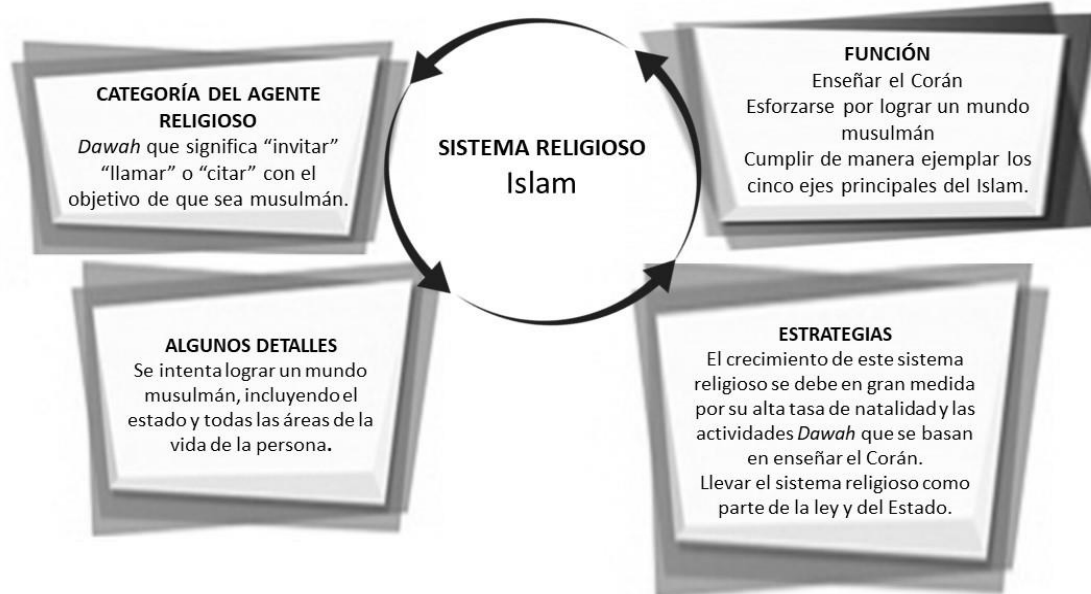 CATEGORÍA DEL AGENTE
RELIGIOSO
Dawah que significa “invitar”
“llamar” o “citar” con el
objetivo de que sea musulmán.
SISTEMA RELIGIOSO
Islam
FUNCIÓN
Enseñar el Corán
Esforzarse por lograr un mundo
musulmán
Cumplir de manera ejemplar los
cinco ejes principales del Islam.
ALGUNOS DETALLES
Se intenta lograr un mundo
musulmán, incluyendo el
estado y todas las áreas de la
vida de la persona.
ESTRATEGIAS
El crecimiento de este sistema
religioso se debe en gran medida
por su alta tasa de natalidad y las
actividades Dawah que se basan
en enseñar el Corán.
Llevar el sistema religioso como
parte de la ley y del Estado.